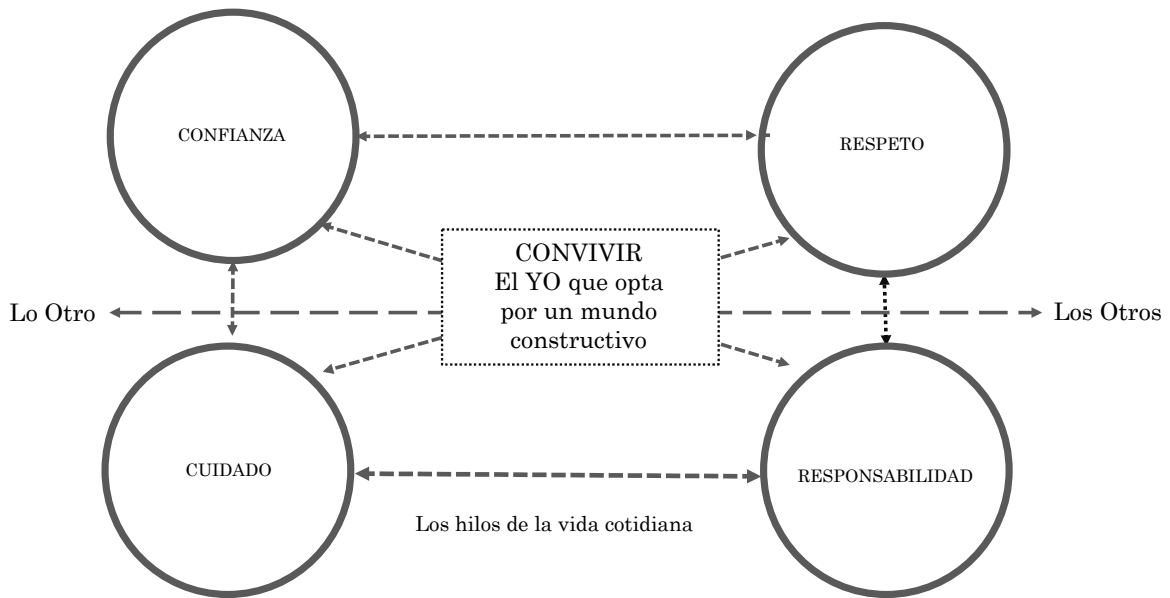 CONFIANZA
RESPETO
CONVIVIR
El YO que opta
por un mundo
constructivo
Lo Otro
Los Otros
CUIDADO
RESPONSABILIDAD
Los hilos de la vida cotidiana